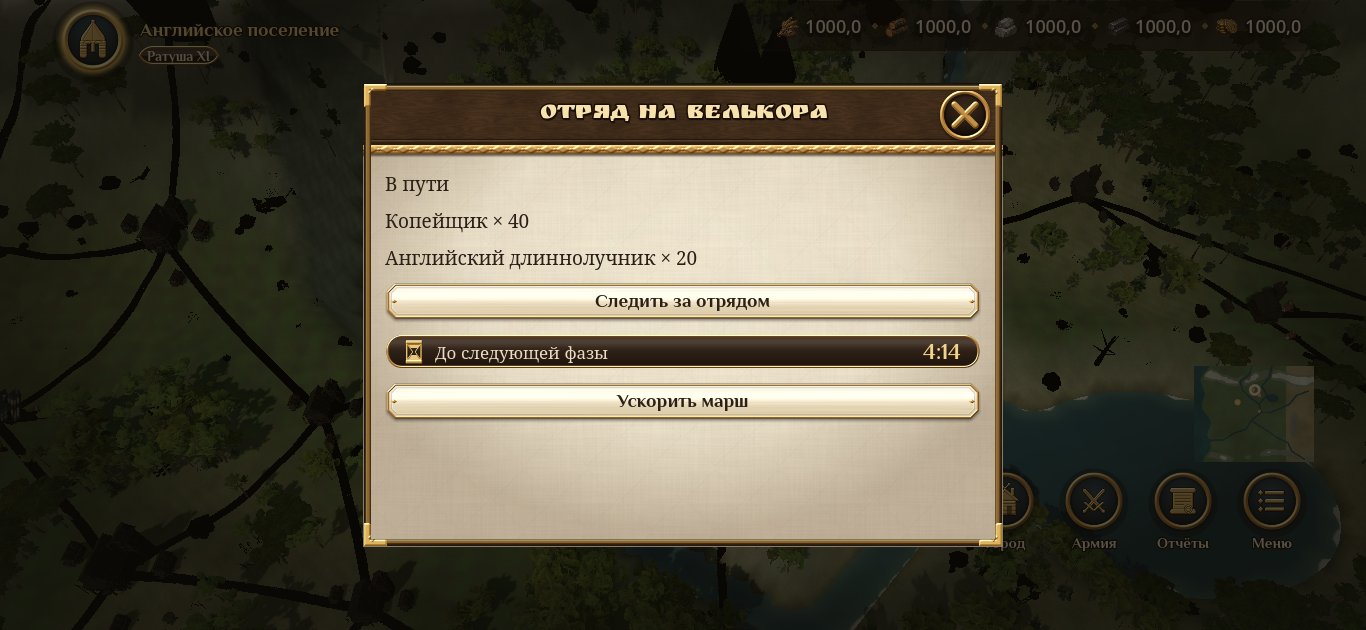 Английское поселение
Ратуша XI
1000,0
1000,0
1000,0
1000,0
1000,0
ОТРЯД НА ВЕЛЬКОРА
В пути
Копейщик × 40
Английский длиннолучник × 20
Следить за отрядом
До следующей фазы 4:14
Ускорить марш
род
Армия
Отчёты
Меню